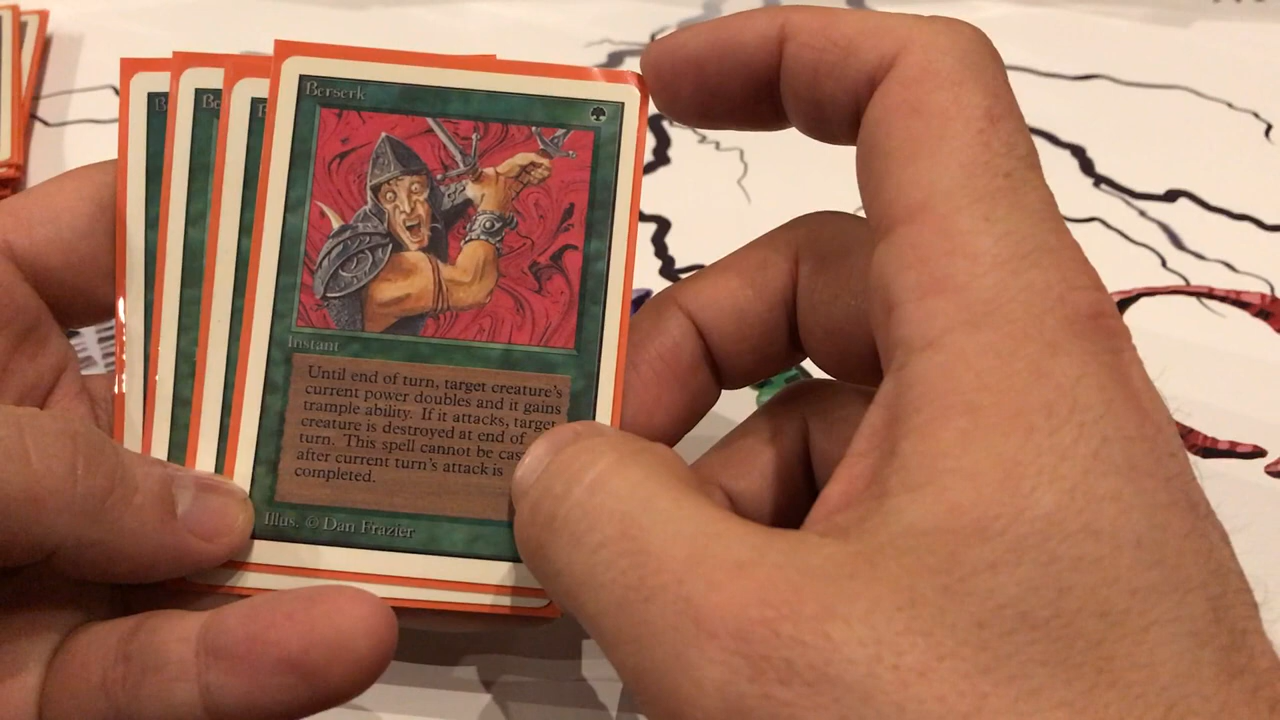 B
Be
B
Berserk
Instant
Until end of turn, target creature's
current power doubles and it gains
trample ability. If it attacks, target
creature is destroyed at end of
turn. This spell cannot be cas
after current turn's attack is
completed.
Illus. © Dan Frazier